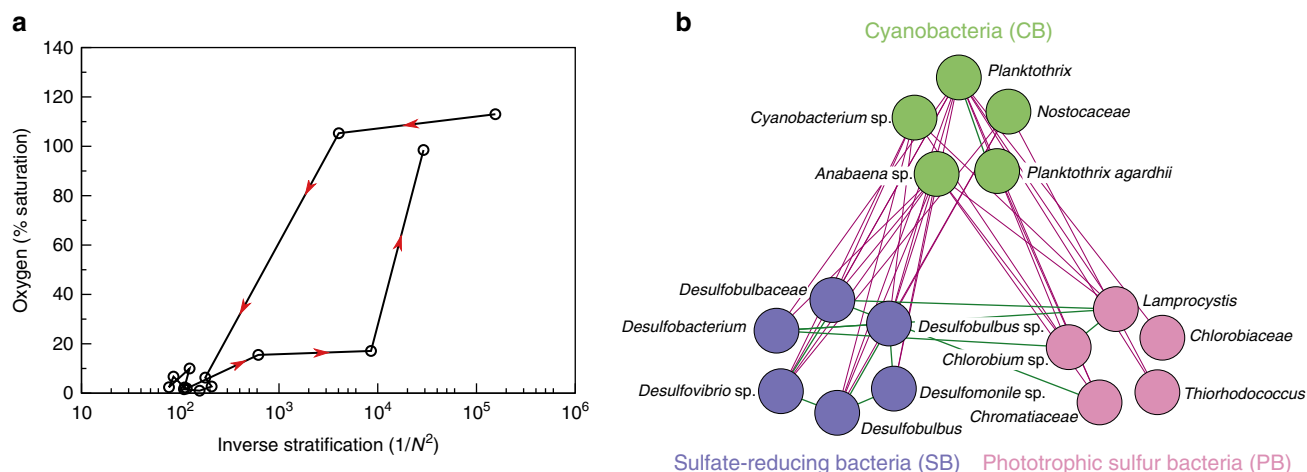 a
140
120
100
80
60
40
20
0
Oxygen (% saturation)
10
10²
10³
10⁴
10⁵
10⁶
Inverse stratification (1/N²)
b
Cyanobacteria (CB)
Planktothrix
Nostocaceae
Cyanobacterium sp.
Anabaena sp.
Planktothrix agardhii
Desulfobulbaceae
Lamprocystis
Desulfobacterium
Desulfobulbus sp.
Chlorobiaceae
Chlorobium sp.
Desulfovibrio sp.
Desulfomonile sp.
Thiorhodococcus
Chromatiaceae
Desulfobulbus
Sulfate-reducing bacteria (SB)
Phototrophic sulfur bacteria (PB)